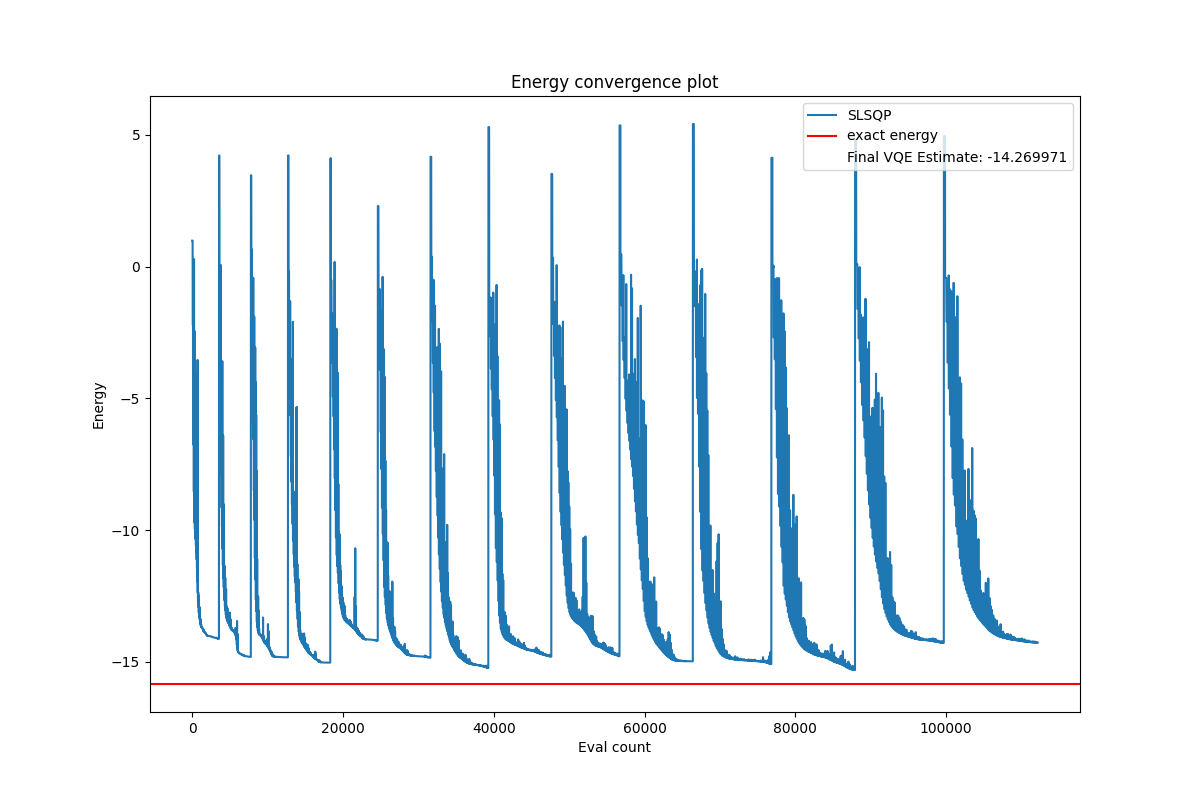 Energy convergence plot
SLSQP
exact energy
Final VQE Estimate: -14.269971
Energy
5
0
−5
−10
−15
0 20000 40000 60000 80000 100000
Eval count